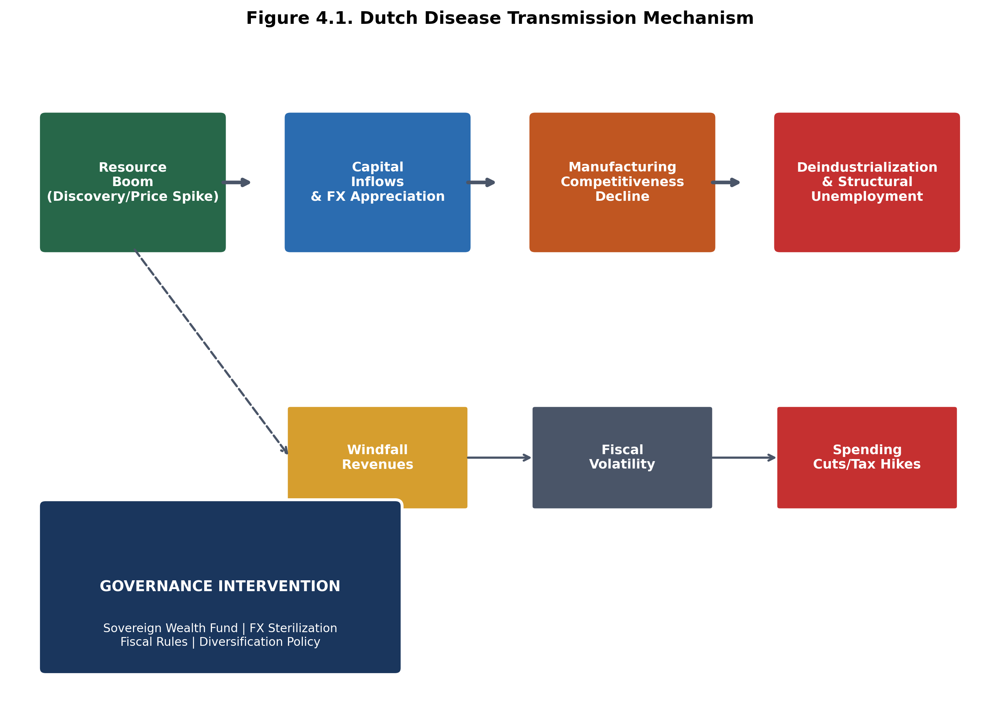 Figure 4.1. Dutch Disease Transmission Mechanism
Resource
Boom
(Discovery/Price Spike)
Capital
Inflows
& FX Appreciation
Manufacturing
Competitiveness
Decline
Deindustrialization
& Structural
Unemployment
Windfall
Revenues
Fiscal
Volatility
Spending
Cuts/Tax Hikes
GOVERNANCE INTERVENTION
Sovereign Wealth Fund | FX Sterilization
Fiscal Rules | Diversification Policy